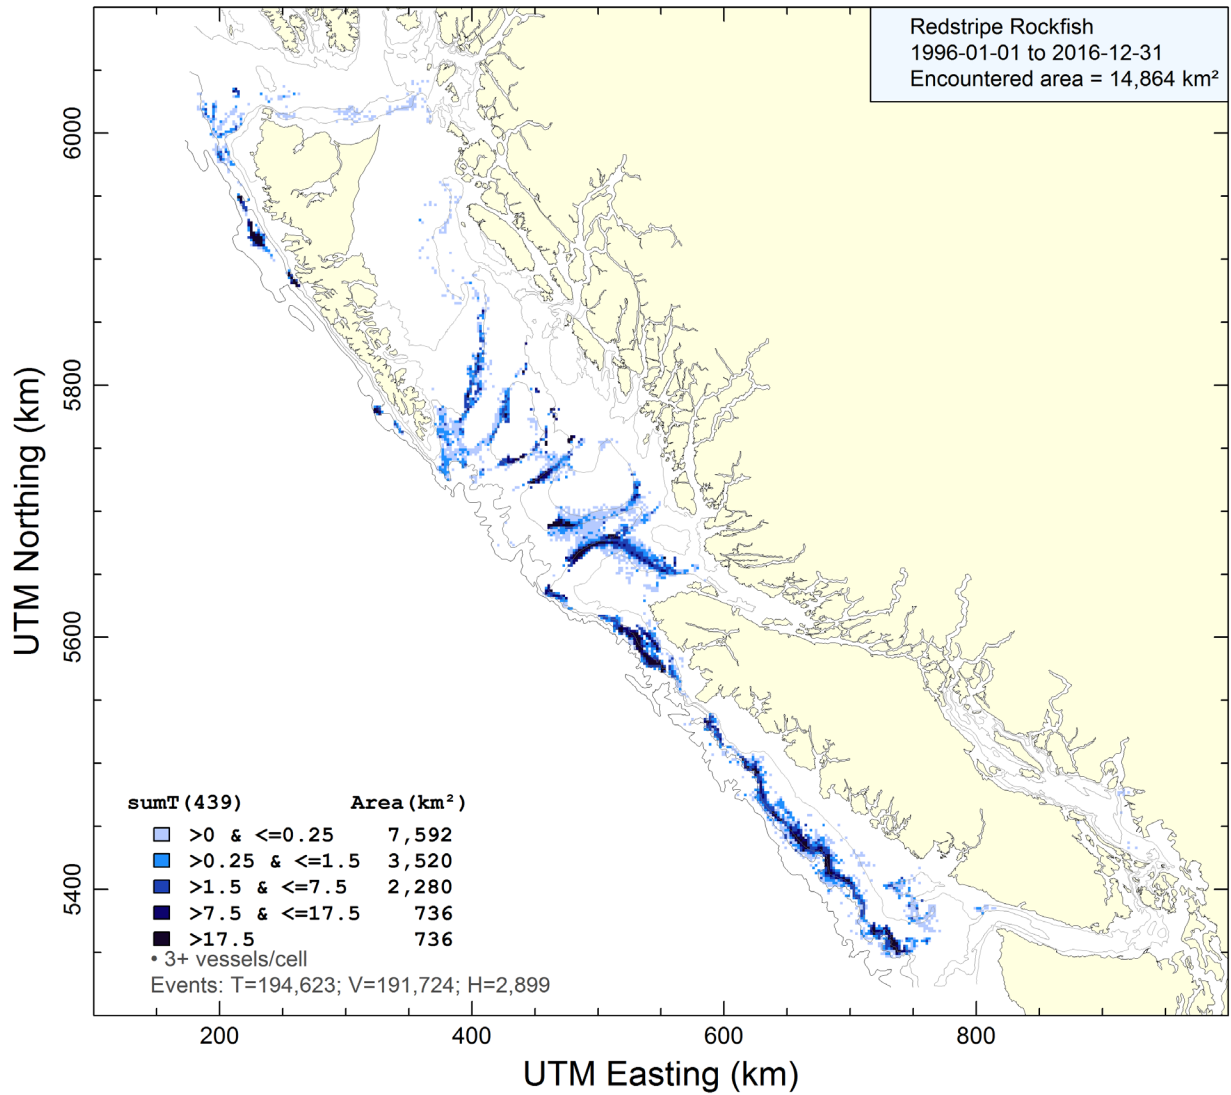 Redstripe Rockfish
1996-01-01 to 2016-12-31
Encountered area = 14,864 km²
UTM Northing (km)
6000
5800
5600
5400
sumT(439) Area(km²)
>0 & <=0.25 7,592
>0.25 & <=1.5 3,520
>1.5 & <=7.5 2,280
>7.5 & <=17.5 736
>17.5 736
• 3+ vessels/cell
Events: T=194,623; V=191,724; H=2,899
200 400 600 800
UTM Easting (km)